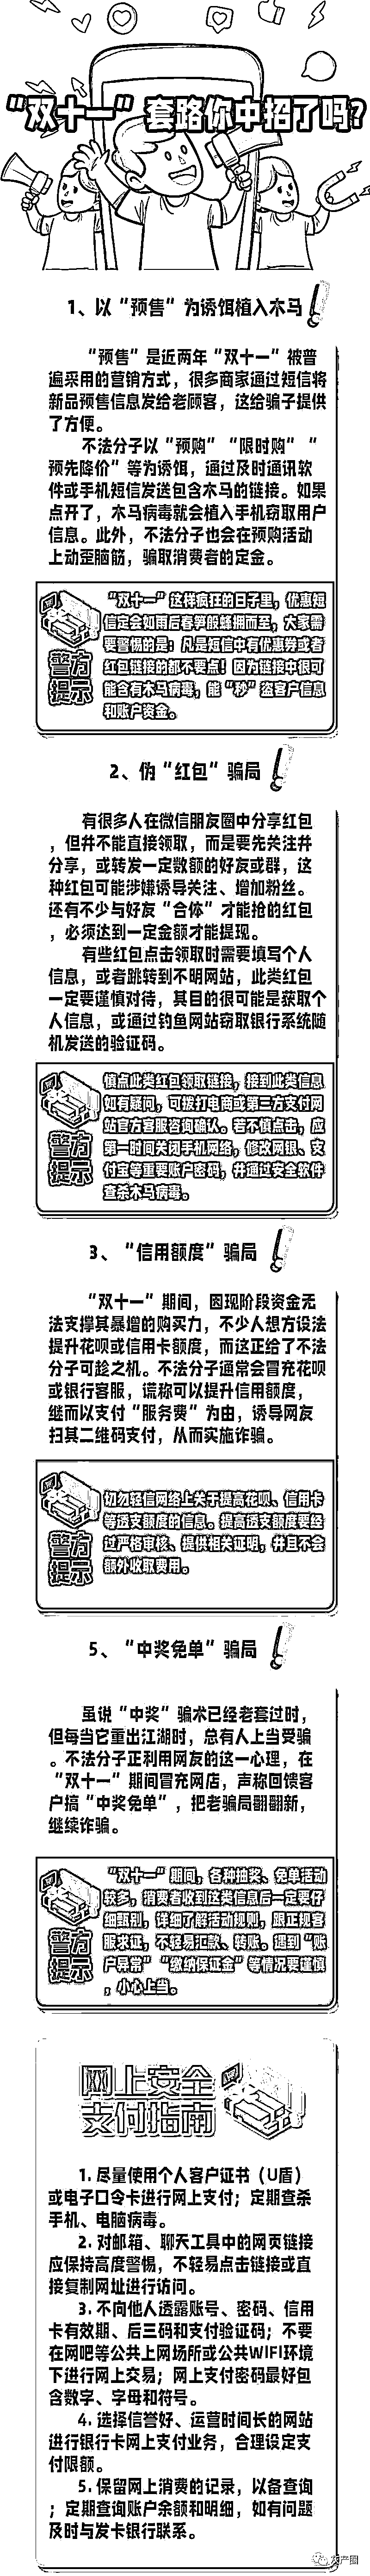 “双十一”套路你中招了吗?
1、以“预售”为诱饵植入木马
“预售”是近两年“双十一”被普
遍采用的营销方式，很多商家通过短信将
新品预售信息发给老顾客，这给骗子提供
了方便。
不法分子以“预购”“限时购”“
预先降价”等为诱饵，通过及时通讯软
件或手机短信发送包含木马的链接。如果
点开了，木马病毒就会植入手机窃取用户
信息。此外，不法分子也会在预购活动
上动歪脑筋，骗取消费者的定金。
警方
提示
“双十一”这样疯狂的日子里，优惠短
信定会如雨后春笋般蜂拥而至，大家需
要警惕的是：凡是短信中有优惠券或者
红包链接的都不要点！因为链接中很可
能含有木马病毒，能“秒”盗客户信息
和账户资金。
2、伪“红包”骗局
有很多人在微信朋友圈中分享红包
，但并不能直接领取，而是要先关注并
分享，或转发一定数额的好友或群，这
种红包可能涉嫌诱导关注、增加粉丝。
还有不少与好友“合体”才能抢的红包
，必须达到一定金额才能提现。
有些红包点击领取时需要填写个人
信息，或者跳转到不明网站，此类红包
一定要谨慎对待，其目的很可能是获取个
人信息，或通过钓鱼网站窃取银行系统随
机发送的验证码。
警方
提示
慎点此类红包领取链接，接到此类信息
如有疑问，可拨打电商或第三方支付网
站官方客服咨询确认。若不慎点击，应
第一时间关闭手机网络，修改网银、支
付宝等重要账户密码，并通过安全软件
查杀木马病毒。
3、“信用额度”骗局
“双十一”期间，因现阶段资金无
法支撑其暴增的购买力，不少人想方设法
提升花呗或信用卡额度，而这正给了不法
分子可趁之机。不法分子通常会冒充花呗
或银行客服，谎称可以提升信用额度，
继而以支付“服务费”为由，诱导网友
扫其二维码支付，从而实施诈骗。
警方
提示
切勿轻信网络上关于提高花呗、信用卡
等透支额度的信息。提高透支额度要经
过严格审核、提供相关证明，并且不会
额外收取费用。
5、“中奖免单”骗局
虽说“中奖”骗术已经老套过时，
但每当它重出江湖时，总有人上当受骗
。不法分子正利用网友的这一心理，在
“双十一”期间冒充网店，声称回馈客
户搞“中奖免单”，把老骗局翻翻新，
继续诈骗。
警方
提示
“双十一”期间，各种抽奖、免单活动
较多，消费者收到这类信息后一定要仔
细甄别，详细了解活动规则，跟正规客
服求证，不轻易汇款、转账。遇到“账
户异常”“缴纳保证金”等情况要谨慎
，小心上当。
网上安全
支付指南
1. 尽量使用个人客户证书（U盾）
或电子口令卡进行网上支付；定期查杀
手机、电脑病毒。
2. 对邮箱、聊天工具中的网页链接
应保持高度警惕，不轻易点击链接或直
接复制网址进行访问。
3. 不向他人透露账号、密码、信用
卡有效期、后三码和支付验证码；不要
在网吧等公共上网场所或公共WIFI环境
下进行网上交易；网上支付密码最好包
含数字、字母和符号。
4. 选择信誉好、运营时间长的网站
进行银行卡网上支付业务，合理设定支
付限额。
5. 保留网上消费的记录，以备查询
；定期查询账户余额和明细，如有问题
及时与发卡银行联系。
灰产圈